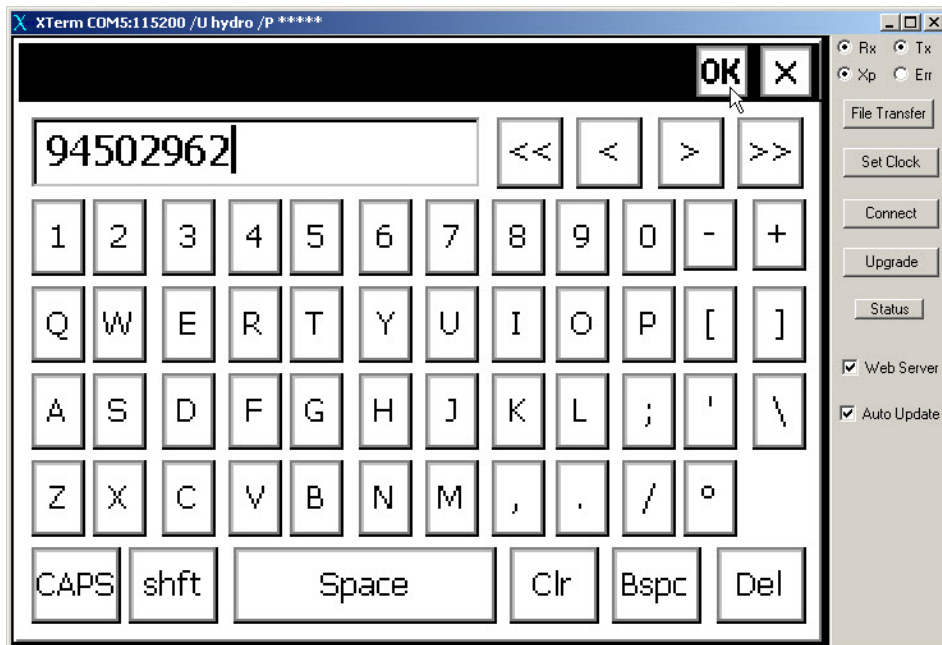 XTerm COM5:115200 /U hydro /P *****
OK X
Rx Tx
Xp Err
File Transfer
94502962 << < > >>
Set Clock
1 2 3 4 5 6 7 8 9 0 - +
Connect
Upgrade
Q W E R T Y U I O P [ ]
Status
Web Server
A S D F G H J K L ; ' \
Auto Update
Z X C V B N M , . / °
CAPS shft Space Clr Bspc Del